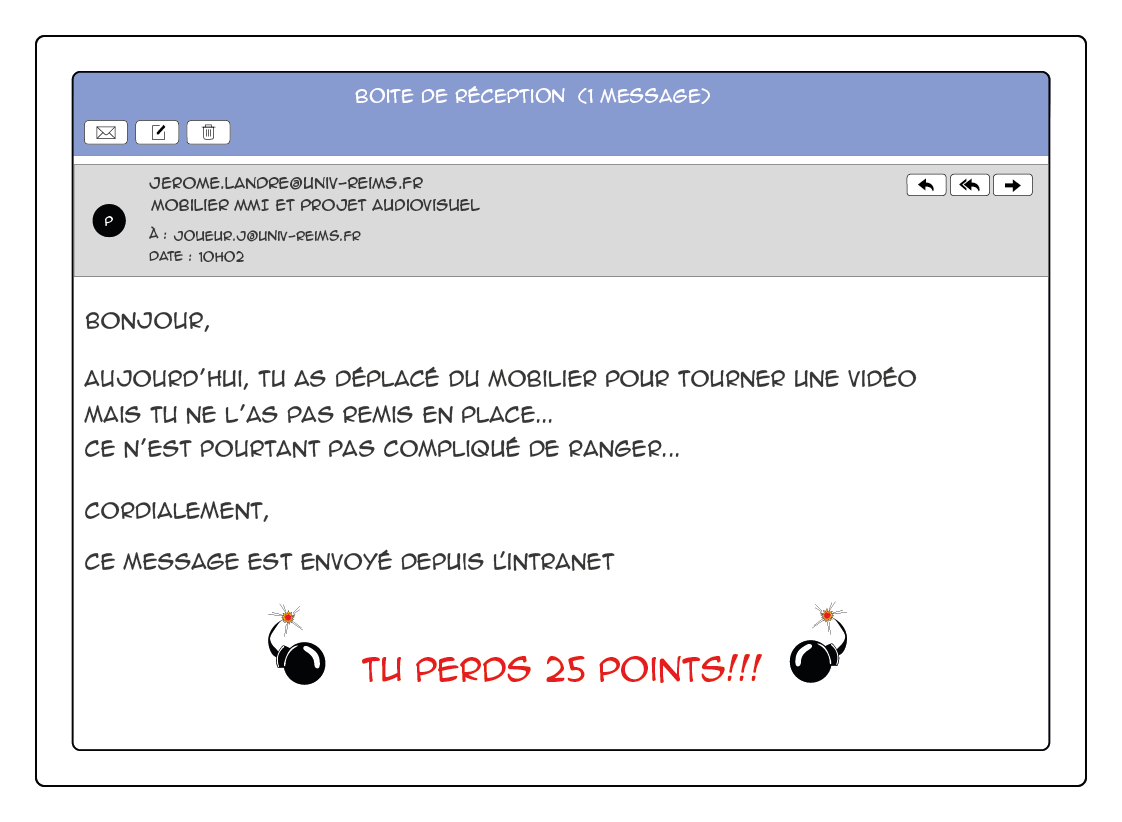 BOITE DE RÉCEPTION (1 MESSAGE)
JEROME.LANDRE@UNIV-REIMS.FR
MOBILIER MMI ET PROJET AUDIOVISUEL
P
À : JOUEUR.J@UNIV-REIMS.FR
DATE : 10H02
BONJOUR,
AUJOURD'HUI, TU AS DÉPLACÉ DU MOBILIER POUR TOURNER UNE VIDÉO
MAIS TU NE L'AS PAS REMIS EN PLACE...
CE N'EST POURTANT PAS COMPLIQUÉ DE RANGER...
CORDIALEMENT,
CE MESSAGE EST ENVOYÉ DEPUIS L'INTRANET
TU PERDS 25 POINTS!!!